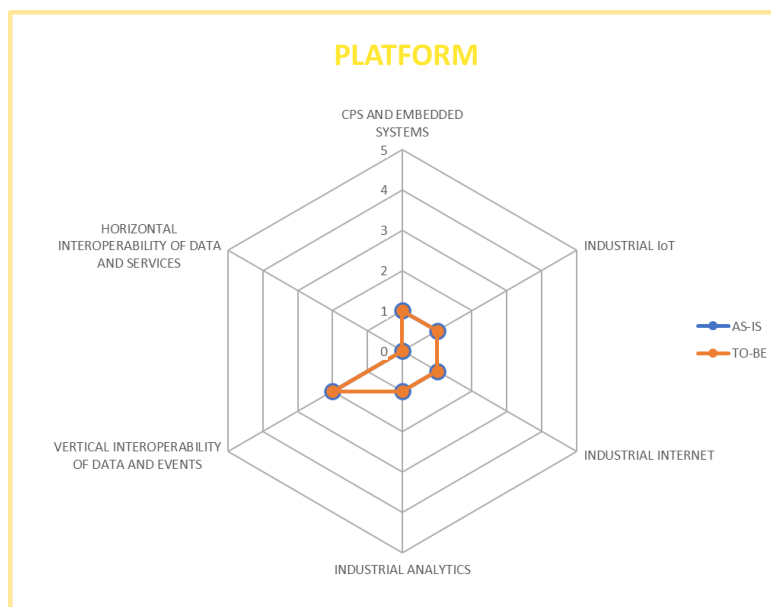 PLATFORM
CPS AND EMBEDDED
SYSTEMS
5
4
3
2
1
0
HORIZONTAL
INTEROPERABILITY OF DATA
AND SERVICES
INDUSTRIAL IoT
AS-IS
TO-BE
VERTICAL INTEROPERABILITY
OF DATA AND EVENTS
INDUSTRIAL INTERNET
INDUSTRIAL ANALYTICS